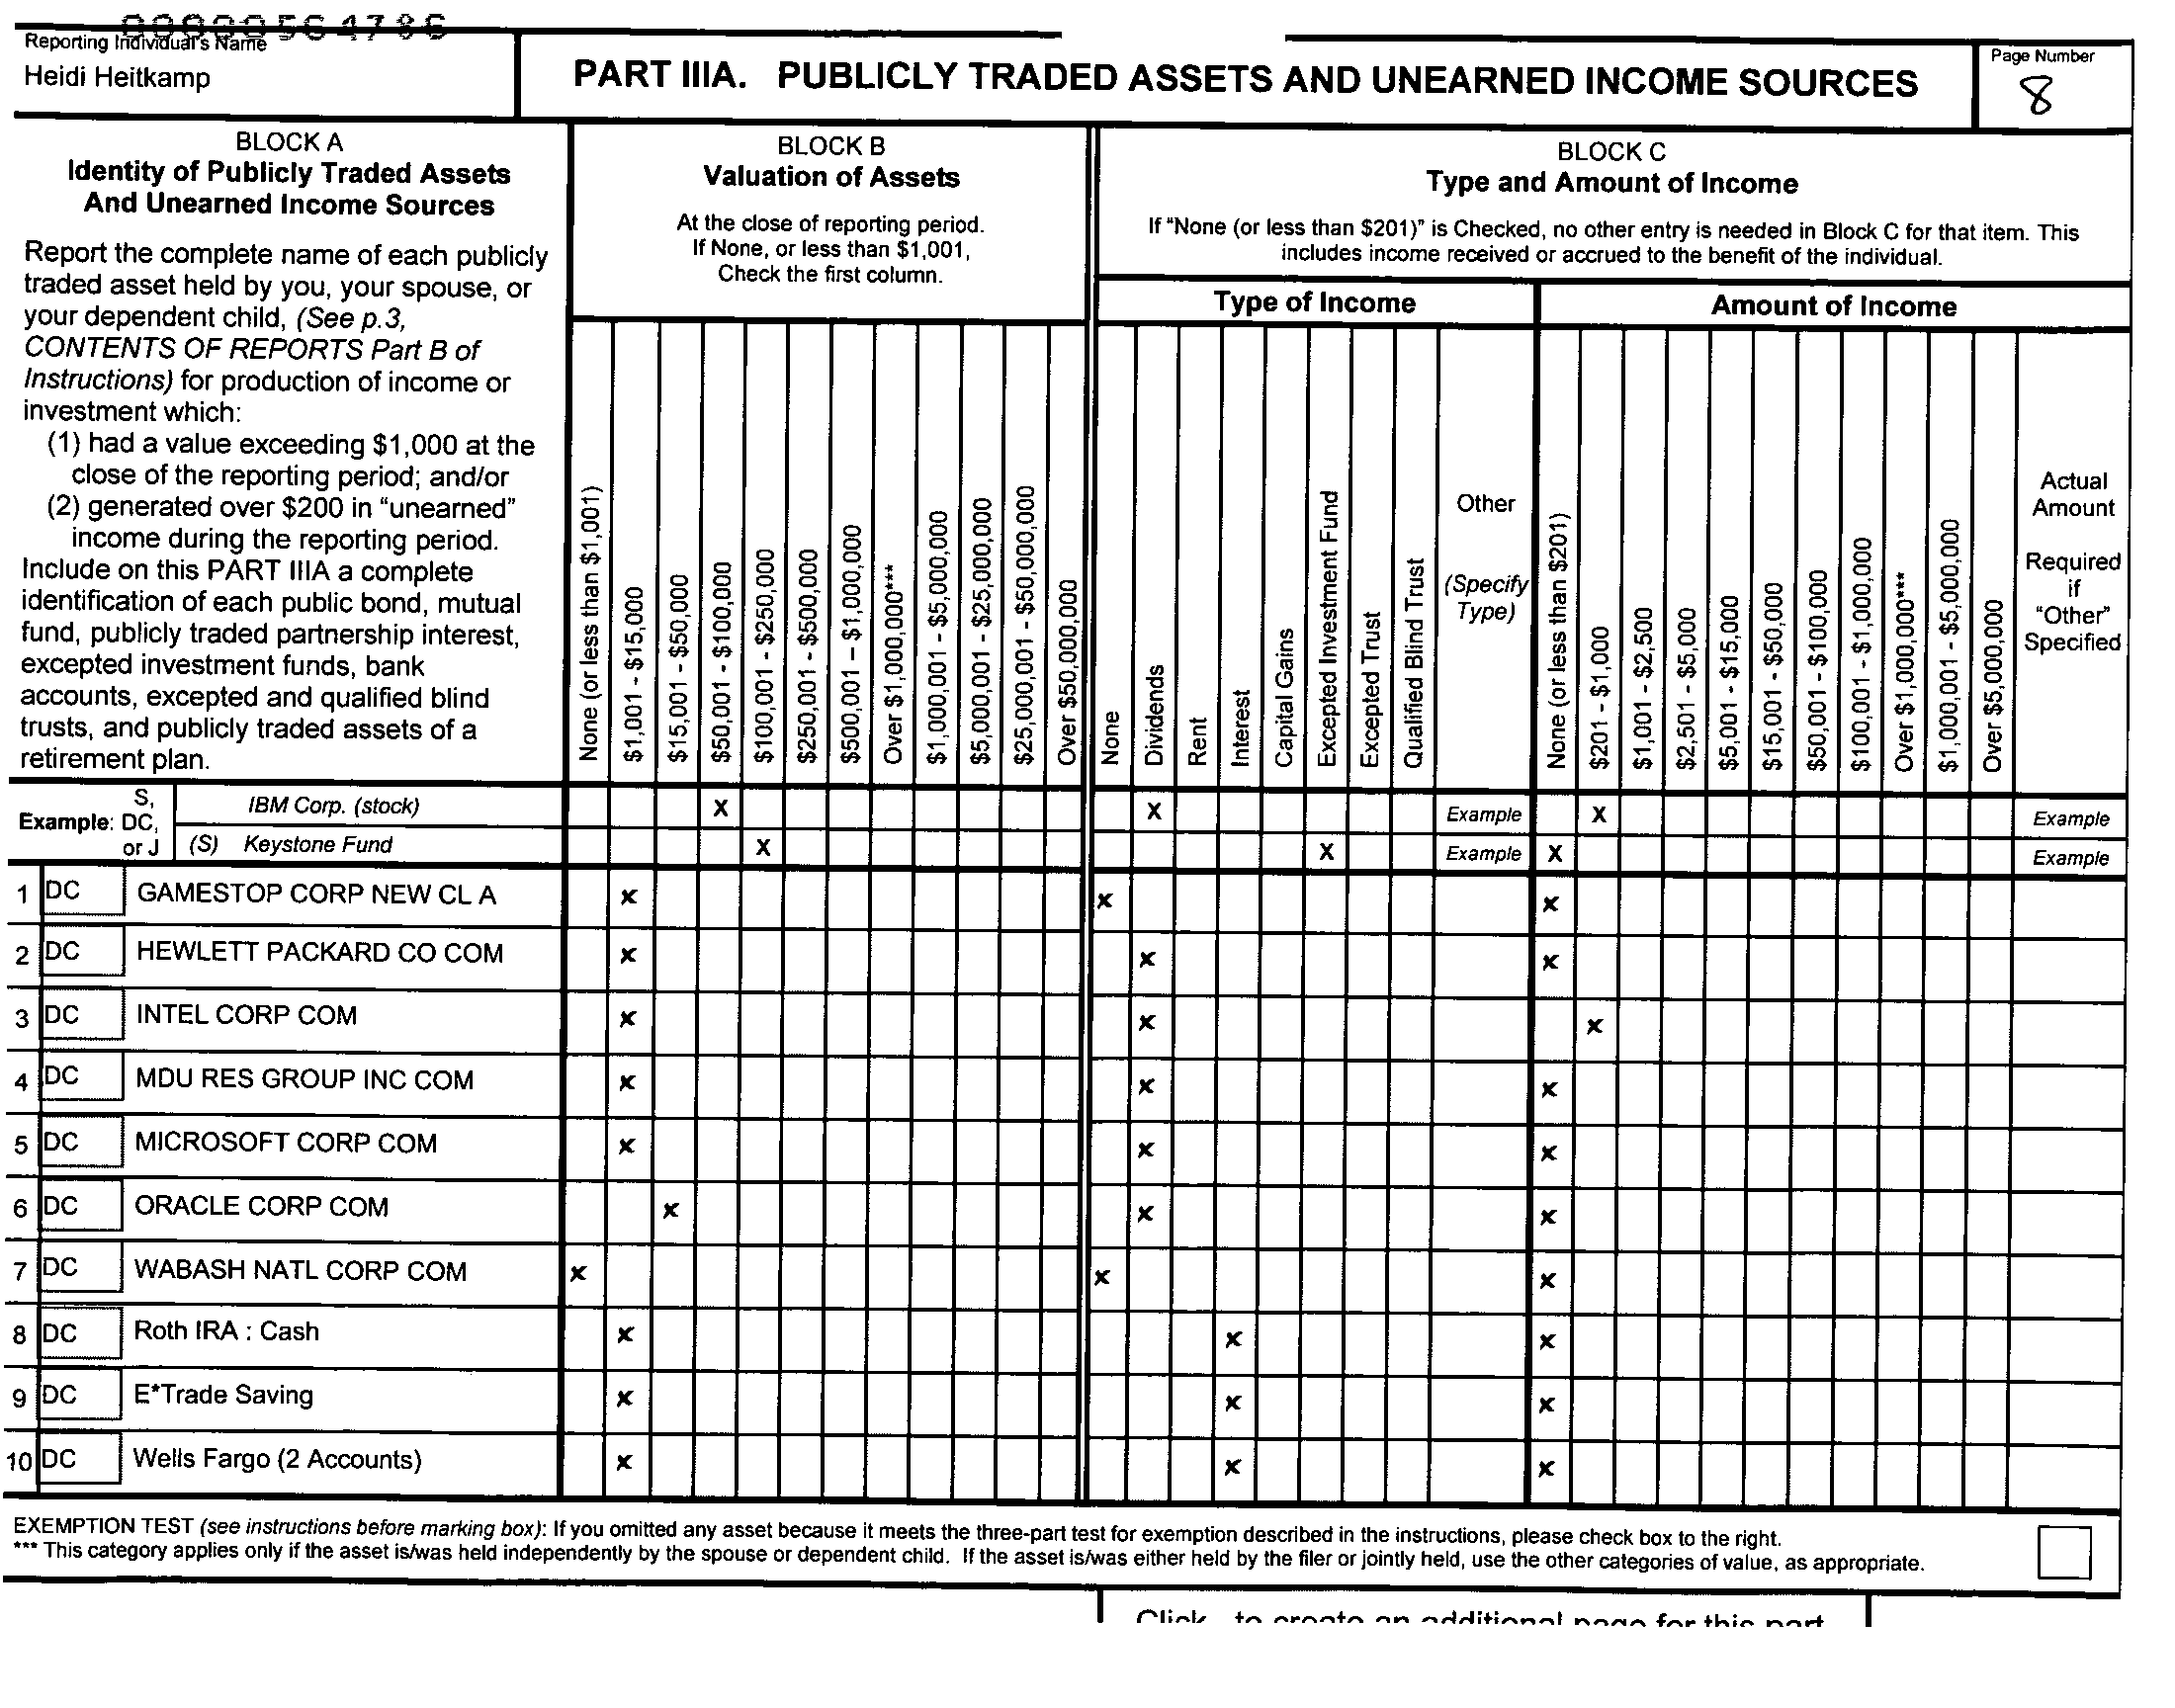 00000564786
Reporting Individual's Name
Heidi Heitkamp
PART IIIA. PUBLICLY TRADED ASSETS AND UNEARNED INCOME SOURCES
Page Number
8
BLOCK A
Identity of Publicly Traded Assets
And Unearned Income Sources
Report the complete name of each publicly
traded asset held by you, your spouse, or
your dependent child, (See p.3,
CONTENTS OF REPORTS Part B of
Instructions) for production of income or
investment which:
(1) had a value exceeding $1,000 at the
close of the reporting period; and/or
(2) generated over $200 in “unearned”
income during the reporting period.
Include on this PART IIIA a complete
identification of each public bond, mutual
fund, publicly traded partnership interest,
excepted investment funds, bank
accounts, excepted and qualified blind
trusts, and publicly traded assets of a
retirement plan.
BLOCK B
Valuation of Assets
At the close of reporting period.
If None, or less than $1,001,
Check the first column.
None (or less than $1,001)
$1,001 - $15,000
$15,001 - $50,000
$50,001 - $100,000
$100,001 - $250,000
$250,001 - $500,000
$500,001 – $1,000,000
Over $1,000,000***
$1,000,001 - $5,000,000
$5,000,001 - $25,000,000
$25,000,001 - $50,000,000
Over $50,000,000
BLOCK C
Type and Amount of Income
If “None (or less than $201)” is Checked, no other entry is needed in Block C for that item. This
includes income received or accrued to the benefit of the individual.
Type of Income
None
Dividends
Rent
Interest
Capital Gains
Excepted Investment Fund
Excepted Trust
Qualified Blind Trust
Other
(Specify
Type)
Amount of Income
None (or less than $201)
$201 - $1,000
$1,001 - $2,500
$2,501 - $5,000
$5,001 - $15,000
$15,001 - $50,000
$50,001 - $100,000
$100,001 - $1,000,000
Over $1,000,000***
$1,000,001 - $5,000,000
Over $5,000,000
Actual
Amount
Required
if
“Other”
Specified
Example: S, DC, or J
IBM Corp. (stock) X X Example X Example
(S) Keystone Fund X X Example X Example
1 DC GAMESTOP CORP NEW CL A x x x
2 DC HEWLETT PACKARD CO COM x x x
3 DC INTEL CORP COM x x x
4 DC MDU RES GROUP INC COM x x x
5 DC MICROSOFT CORP COM x x x
6 DC ORACLE CORP COM x x x
7 DC WABASH NATL CORP COM x x x
8 DC Roth IRA : Cash x x x
9 DC E*Trade Saving x x x
10 DC Wells Fargo (2 Accounts) x x x
EXEMPTION TEST (see instructions before marking box): If you omitted any asset because it meets the three-part test for exemption described in the instructions, please check box to the right.
*** This category applies only if the asset is/was held independently by the spouse or dependent child. If the asset is/was either held by the filer or jointly held, use the other categories of value, as appropriate.
Click to create an additional page for this part